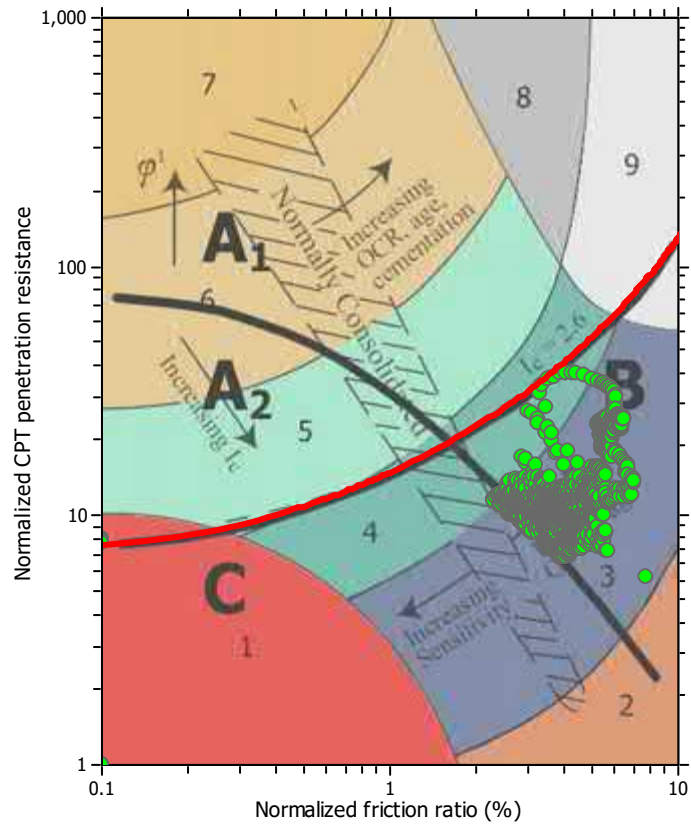 Normalized CPT penetration resistance
1,000
100
10
1
7
8
9
φ'
A1
Normally Consolidated
Increasing
OCR, age,
cementation
6
Ic = 2.6
A2
B
Increasing Ic
5
4
C
3
Increasing
Sensitivity
1
2
0.1
1
10
Normalized friction ratio (%)